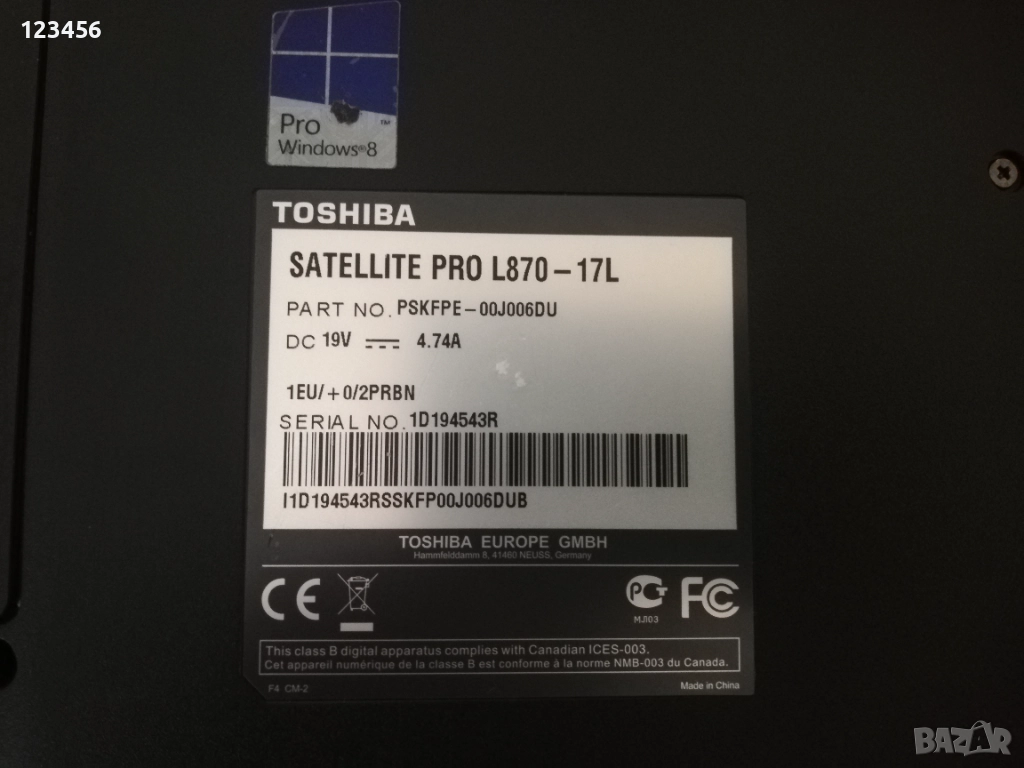 123456
Pro
Windows®8
™
TOSHIBA
SATELLITE PRO L870-17L
PART NO. PSKFPE-00J006DU
DC 19V 4.74A
1EU/+0/2PRBN
SERIAL NO. 1D194543R
I1D194543RSSKFP00J006DUB
TOSHIBA EUROPE GMBH
Hammfelddamm 8, 41460 NEUSS, Germany
CE PCT FC
МЛ03
This class B digital apparatus complies with Canadian ICES-003.
Cet appareil numérique de la classe B est conforme à la norme NMB-003 du Canada.
F4 CM-2 Made in China
BAZAR